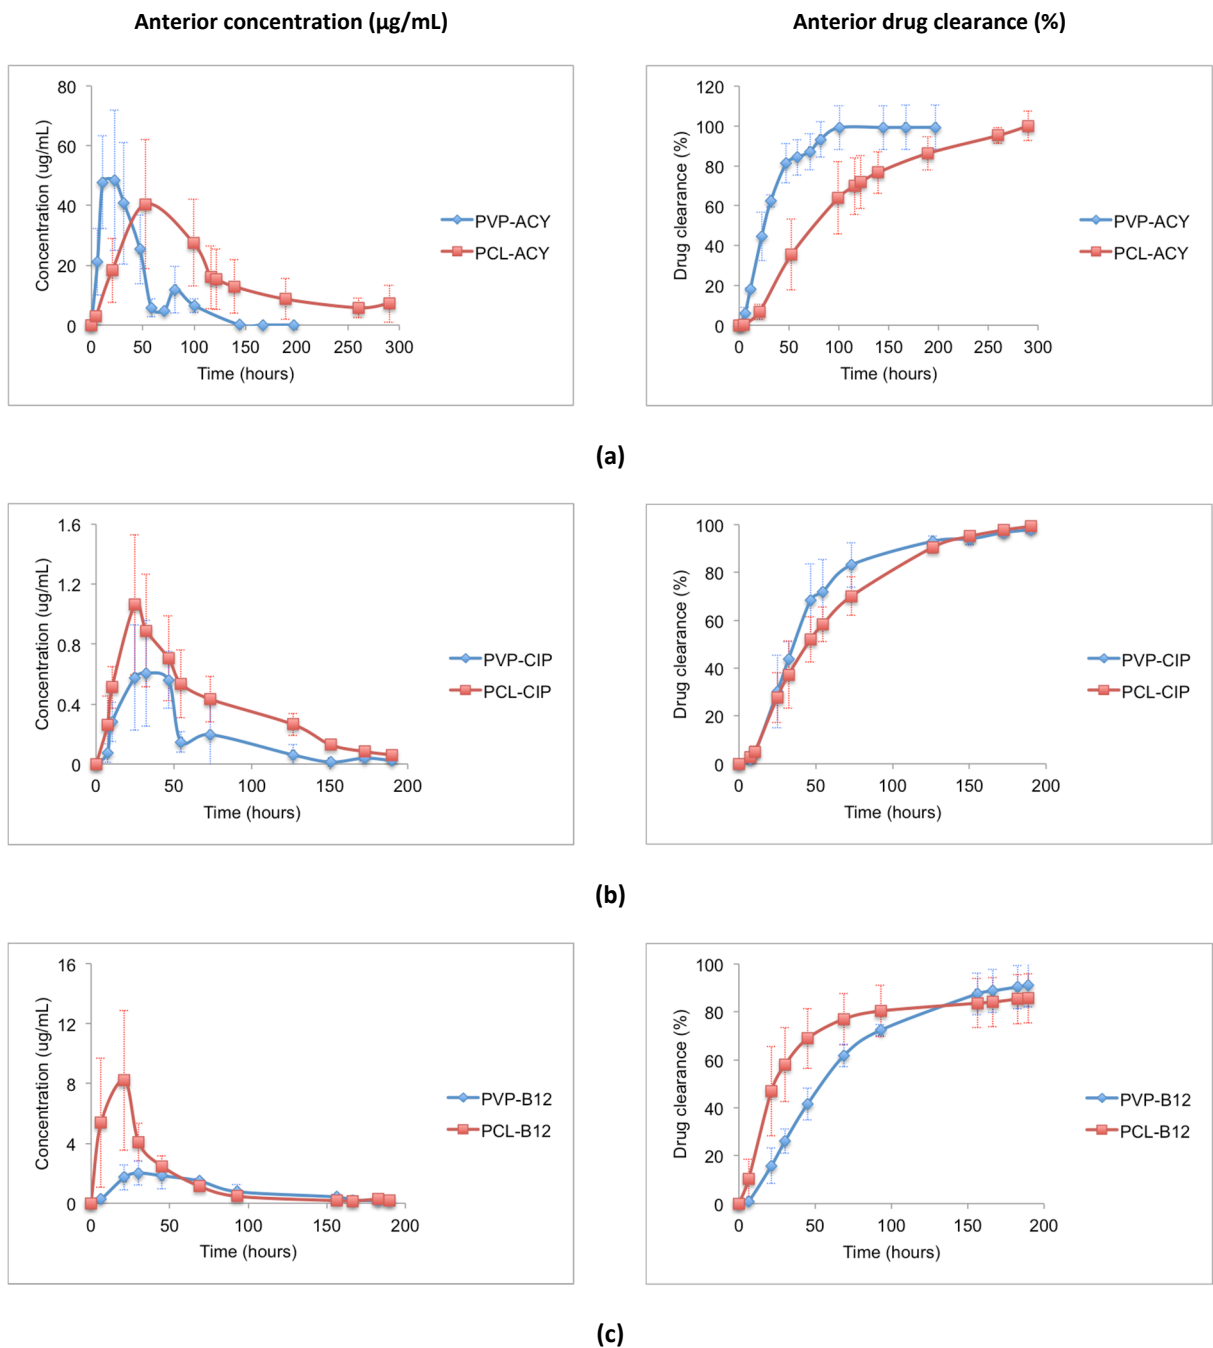 Anterior concentration (µg/mL)
Anterior drug clearance (%)
80
60
40
20
0
Concentration (ug/mL)
0 50 100 150 200 250 300
Time (hours)
PVP-ACY
PCL-ACY
120
100
80
60
40
20
0
Drug clearance (%)
0 50 100 150 200 250 300
Time (hours)
PVP-ACY
PCL-ACY
(a)
1.6
1.2
0.8
0.4
0
Concentration (ug/mL)
0 50 100 150 200
Time (hours)
PVP-CIP
PCL-CIP
100
80
60
40
20
0
Drug clearance (%)
0 50 100 150 200
Time (hours)
PVP-CIP
PCL-CIP
(b)
16
12
8
4
0
Concentration (ug/mL)
0 50 100 150 200
Time (hours)
PVP-B12
PCL-B12
100
80
60
40
20
0
Drug clearance (%)
0 50 100 150 200
Time (hours)
PVP-B12
PCL-B12
(c)